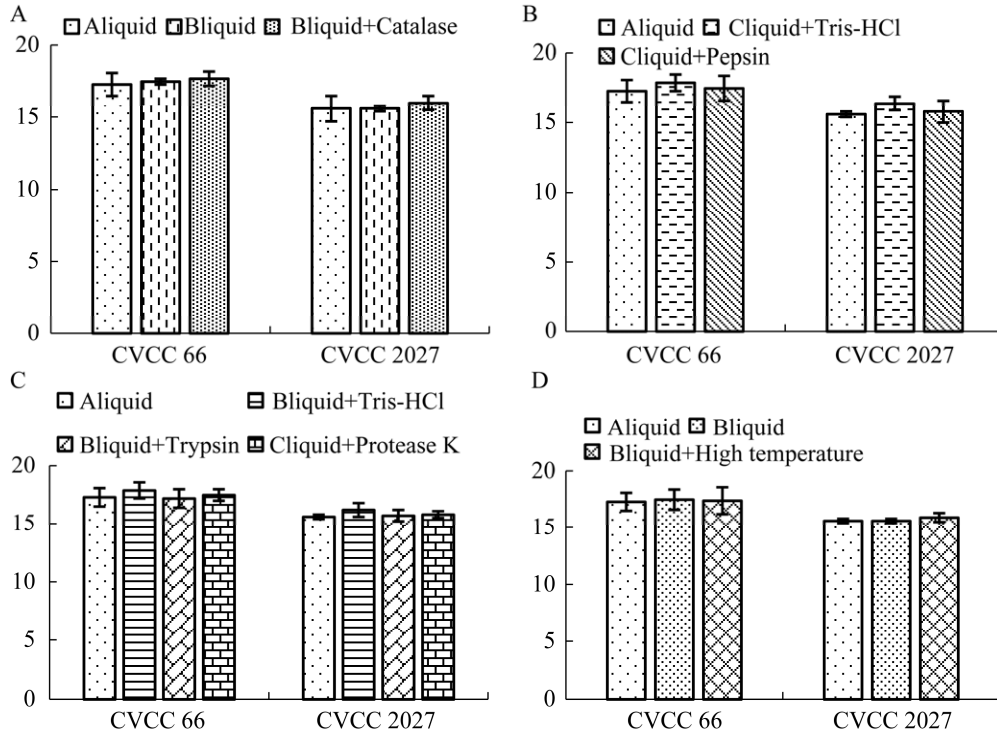 A
Aliquid Bliquid Bliquid+Catalase
20
15
10
5
0
CVCC 66 CVCC 2027
B
Aliquid Cliquid+Tris-HCl
Cliquid+Pepsin
20
15
10
5
0
CVCC 66 CVCC 2027
C
Aliquid Bliquid+Tris-HCl
Bliquid+Trypsin Cliquid+Protease K
20
15
10
5
0
CVCC 66 CVCC 2027
D
Aliquid Bliquid
Bliquid+High temperature
20
15
10
5
0
CVCC 66 CVCC 2027